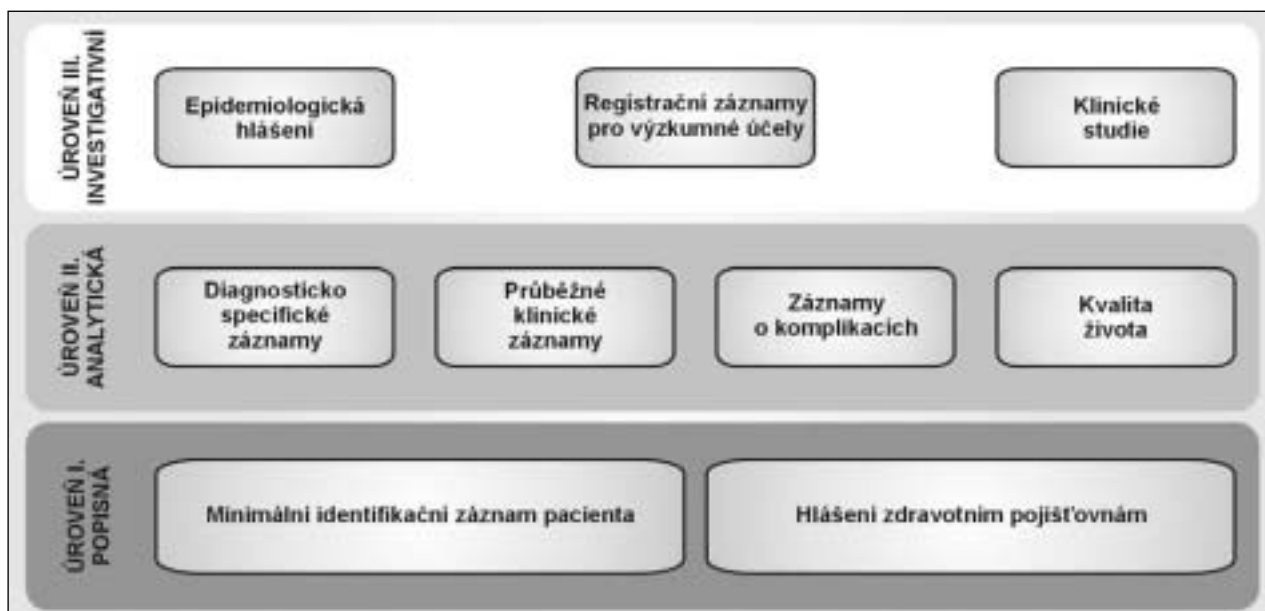 ÚROVEŇ III.
INVESTIGATIVNÍ
Epidemiologická
hlášení
Registrační záznamy
pro výzkumné účely
Klinické
studie
ÚROVEŇ II.
ANALYTICKÁ
Diagnosticko
specifické
záznamy
Průběžné
klinické
záznamy
Záznamy
o komplikacích
Kvalita
života
ÚROVEŇ I.
POPISNÁ
Minimální identifikační záznam pacienta
Hlášení zdravotním pojišťovnám